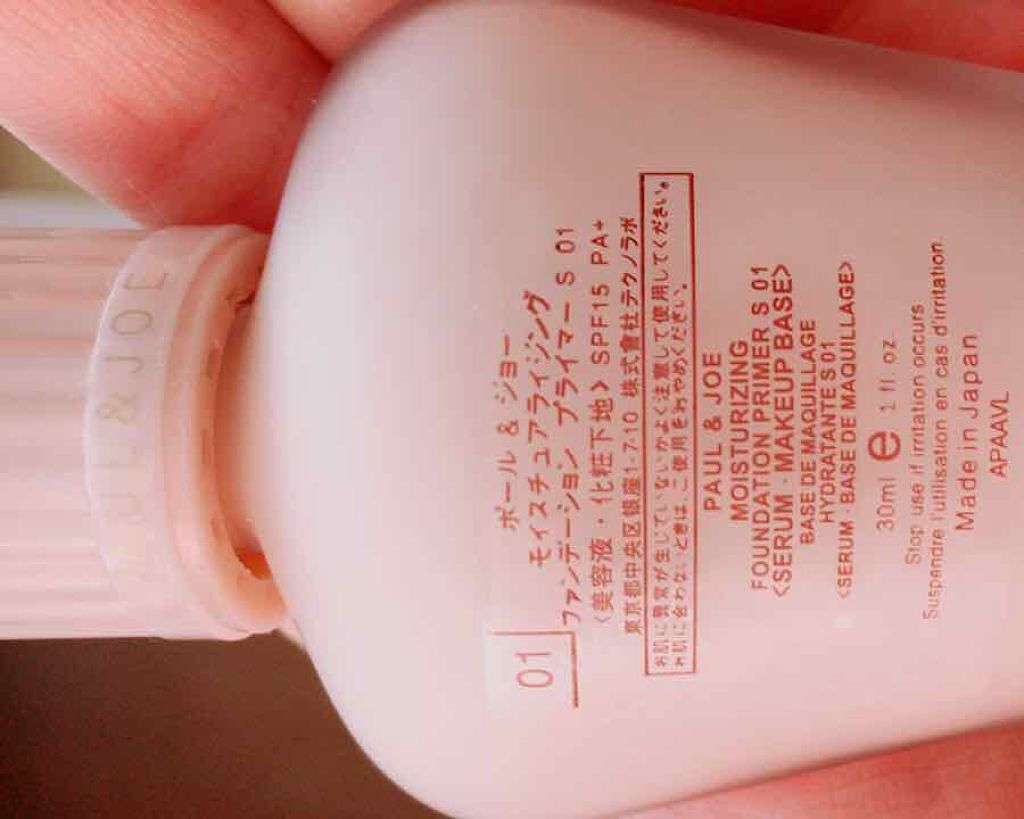 01
ポール & ジョー
モイスチュアライジング
ファンデーション プライマー S 01
〈美容液・化粧下地〉SPF15 PA+
東京都中央区銀座1-7-10 株式會社テクノラボ
お肌に異常が生じていないかよく注意して使用してください。
お肌に合わないときは、ご使用をおやめください。
PAUL & JOE
MOISTURIZING
FOUNDATION PRIMER S 01
<SERUM · MAKEUP BASE>
BASE DE MAQUILLAGE
HYDRATANTE S 01
<SERUM · BASE DE MAQUILLAGE>
30ml e 1 fl oz.
Stop use if irritation occurs
Suspendre l'utilisation en cas d'irritation.
Made in Japan
APAAVL
UL & JOE